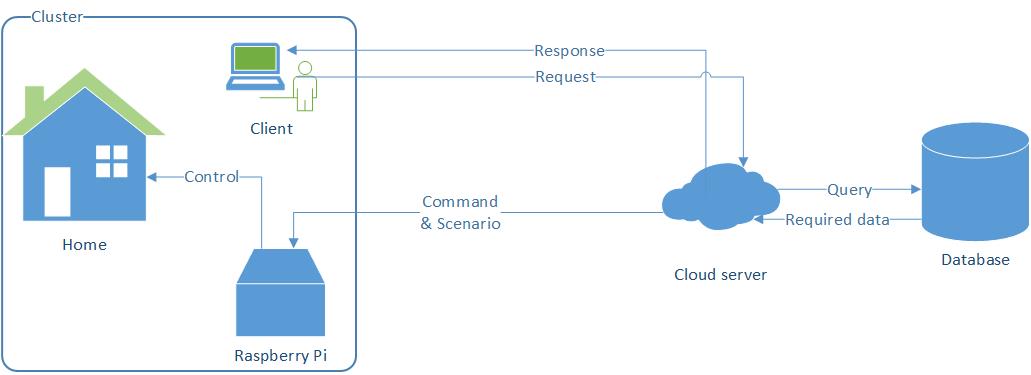 Cluster
Response
Request
Client
Control
Command
& Scenario
Query
Required data
Home
Database
Cloud server
Raspberry Pi